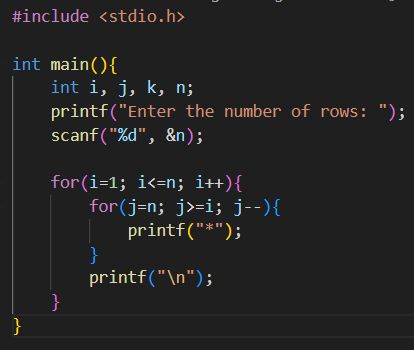 #include <stdio.h>
int main(){
int i, j, k, n;
printf("Enter the number of rows: ");
scanf("%d", &n);
for(i=1; i<=n; i++){
for(j=n; j>=i; j--){
printf("*");
}
printf("\n");
}
}